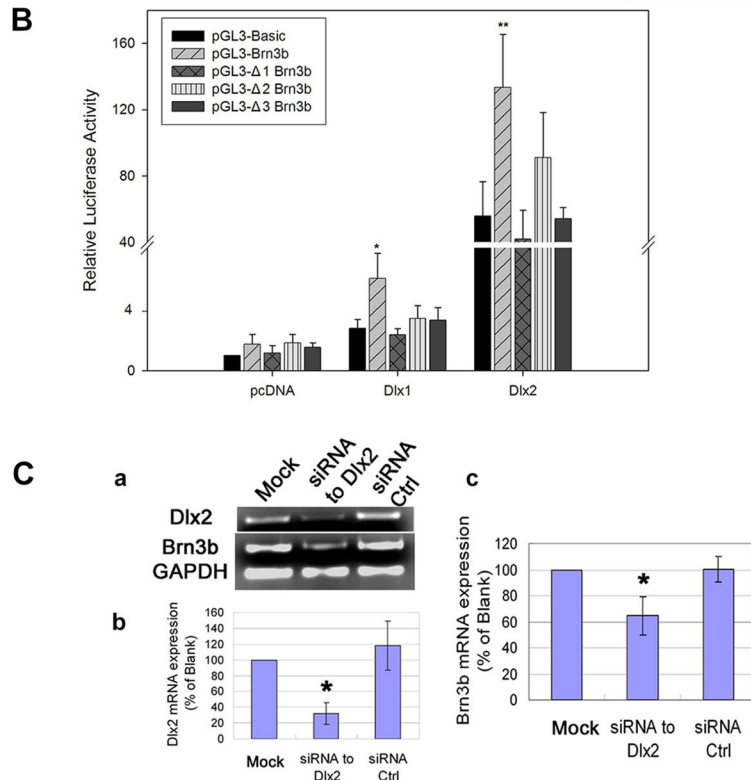 B
Relative Luciferase Activity
160
120
80
40
4
0
pGL3-Basic
pGL3-Brn3b
pGL3-Δ1 Brn3b
pGL3-Δ2 Brn3b
pGL3-Δ3 Brn3b
*
**
pcDNA Dlx1 Dlx2
C
a
Mock siRNA to Dlx2 siRNA Ctrl
Dlx2
Brn3b
GAPDH
b
Dlx2 mRNA expression
(% of Blank)
160
140
120
100
80
60
40
20
0
*
Mock siRNA to Dlx2 siRNA Ctrl
c
Brn3b mRNA expression
(% of Blank)
120
100
80
60
40
20
0
*
Mock siRNA to Dlx2 siRNA Ctrl